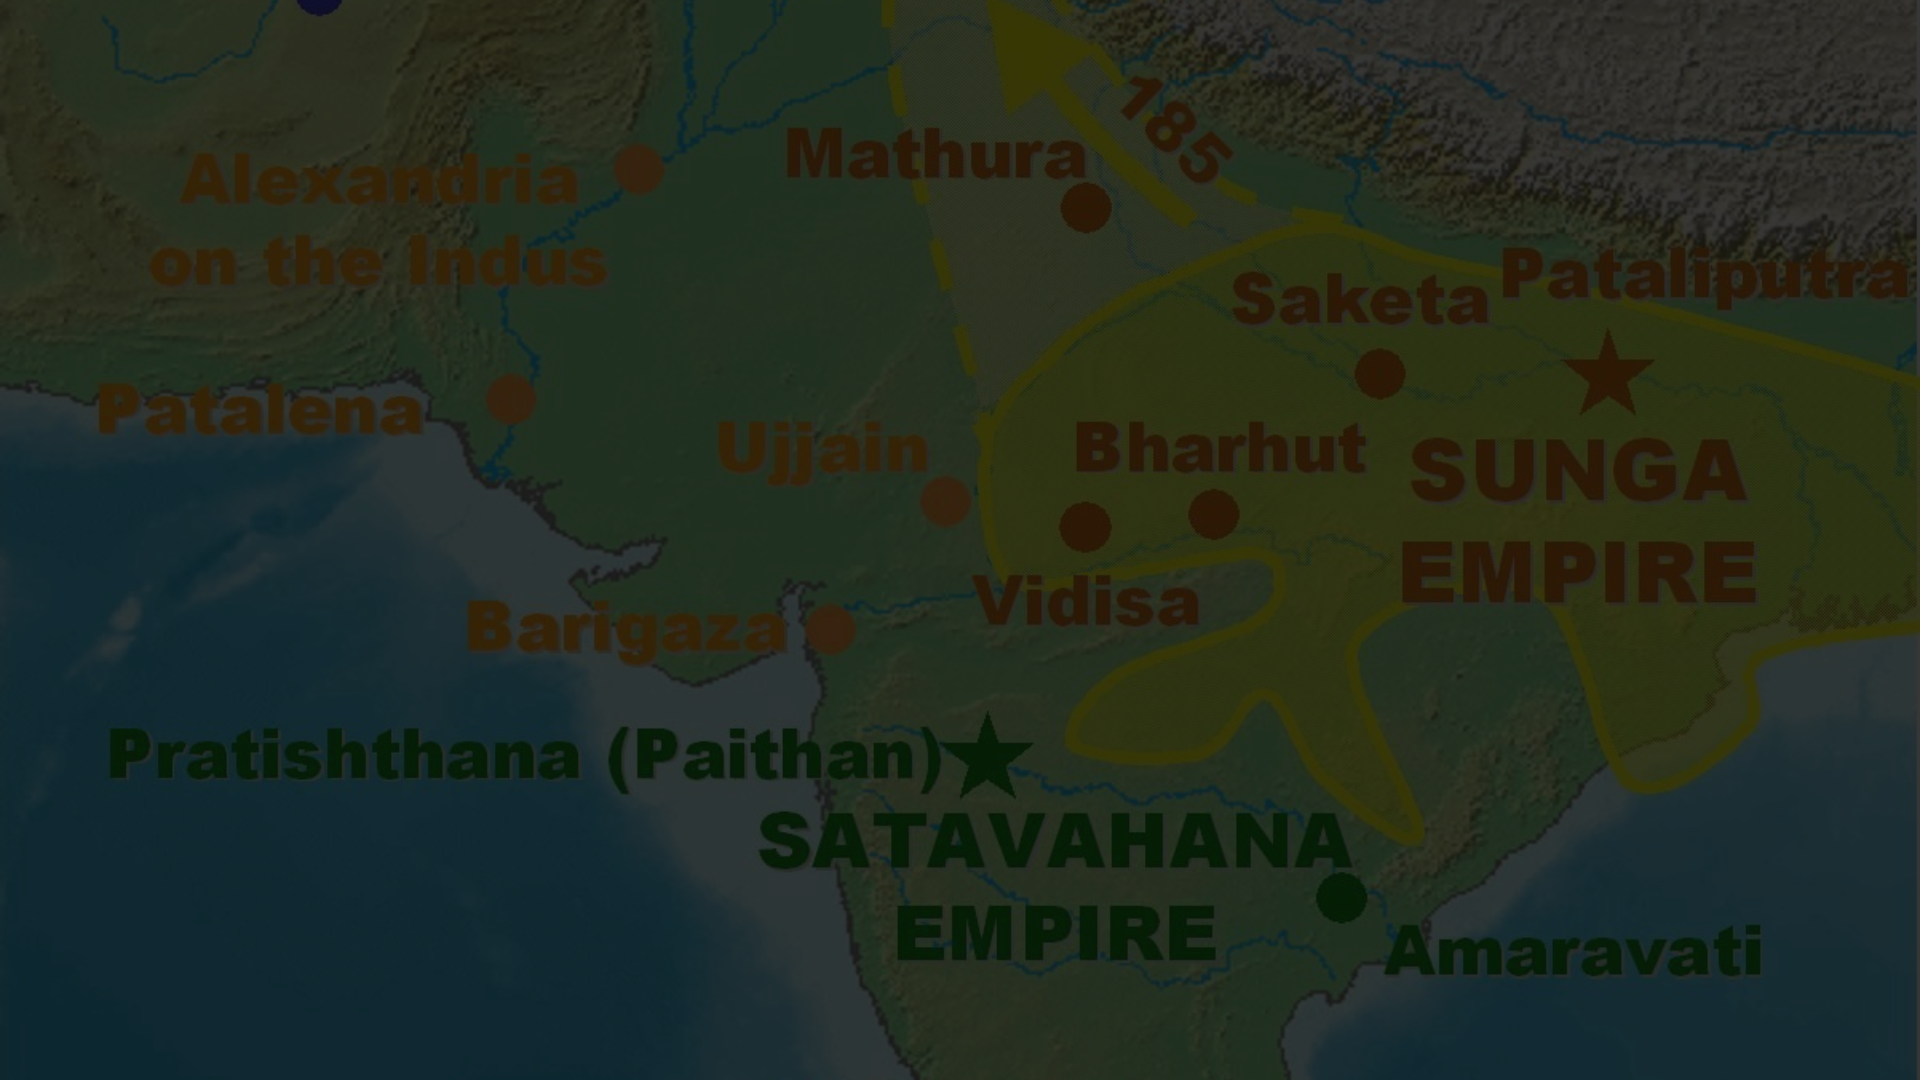 185
Mathura
Alexandria
on the Indus
Saketa
Pataliputra
Patalena
Ujjain
Bharhut
SUNGA
EMPIRE
Vidisa
Barigaza
Pratishthana (Paithan)
SATAVAHANA
EMPIRE
Amaravati